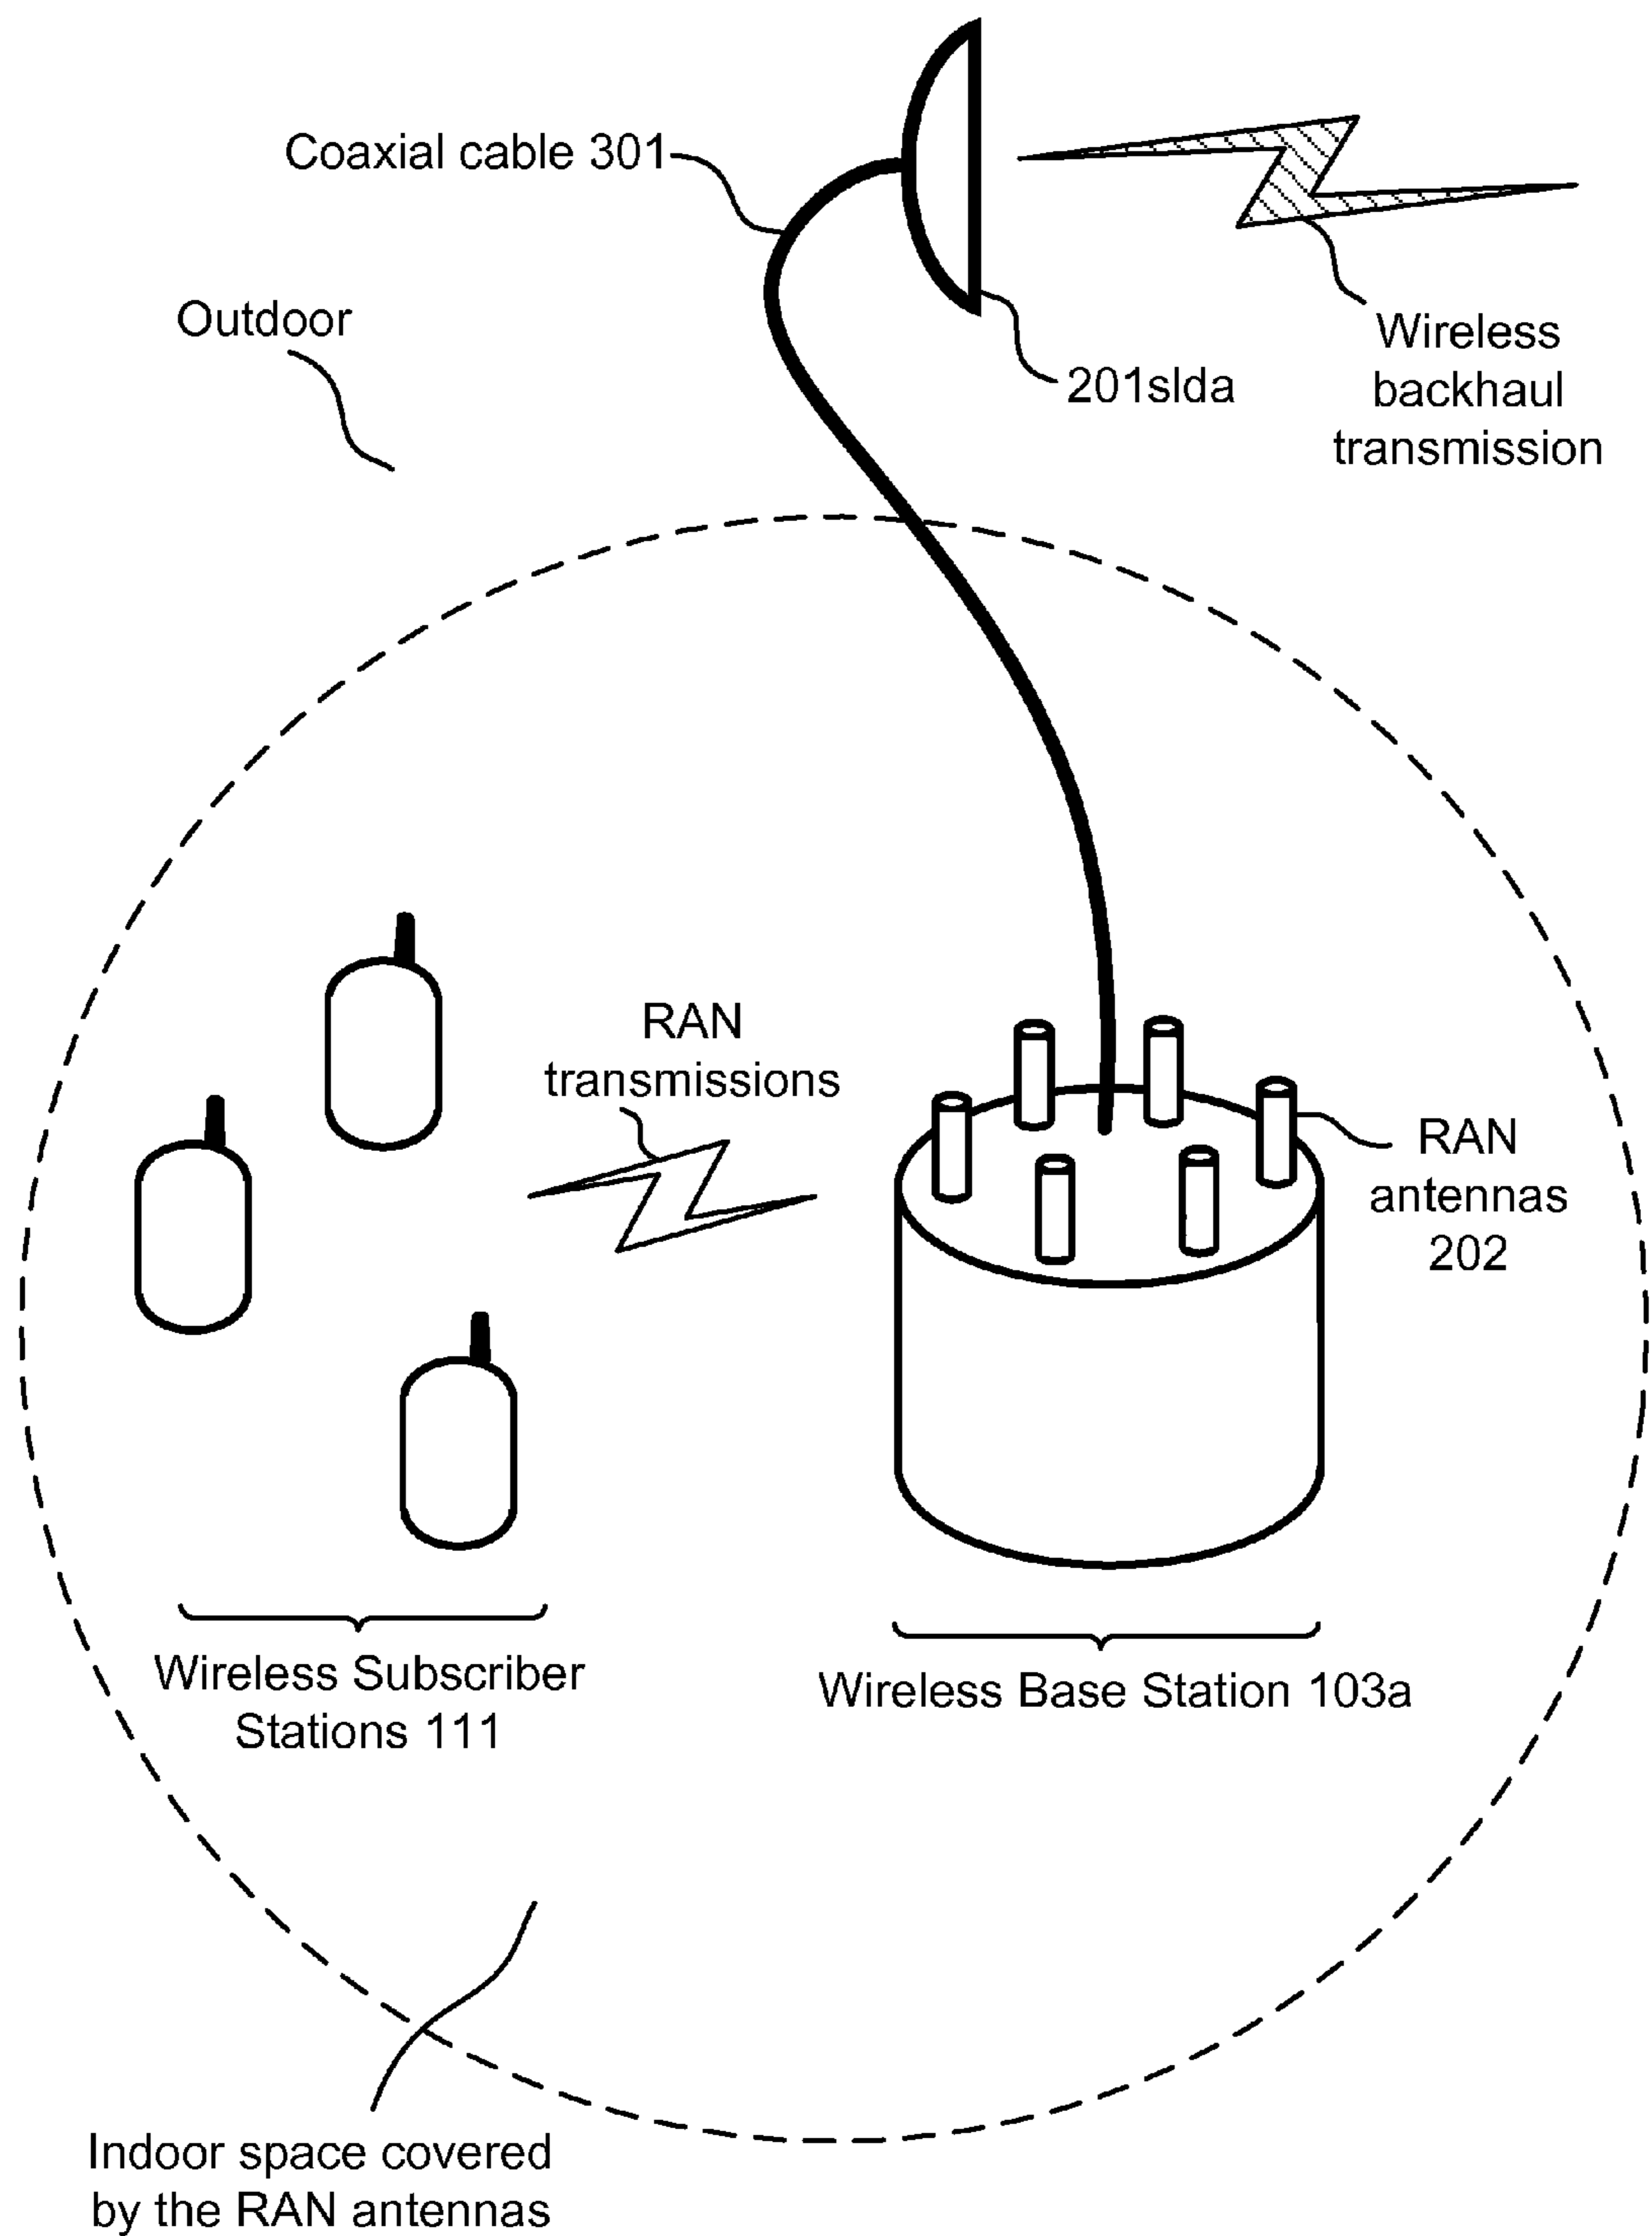 Coaxial cable 301
Outdoor
201slda
Wireless
backhaul
transmission
RAN
transmissions
RAN
antennas
202
Wireless Subscriber
Stations 111
Wireless Base Station 103a
Indoor space covered
by the RAN antennas